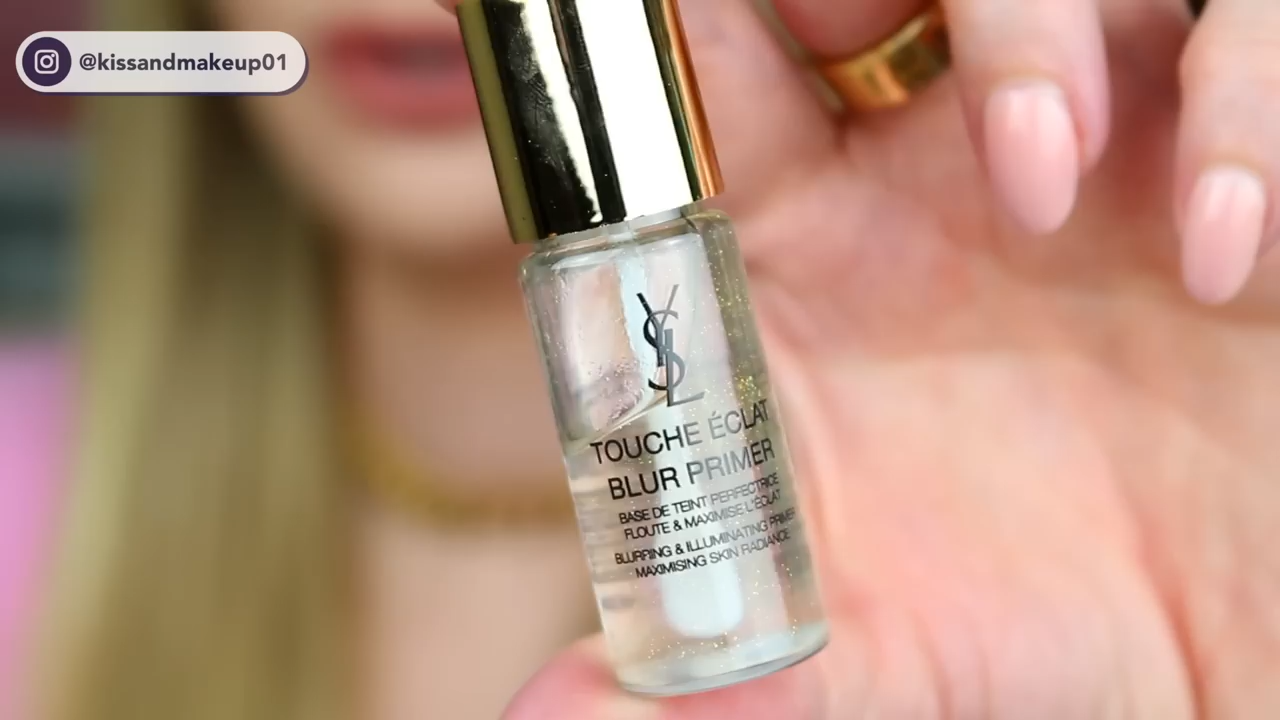 @kissandmakeup01
YSL
TOUCHE ÉCLAT
BLUR PRIMER
BASE DE TEINT PERFECTRICE
FLOUTE & MAXIMISE L'ÉCLAT
BLURRING & ILLUMINATING PRIMER
MAXIMISING SKIN RADIANCE